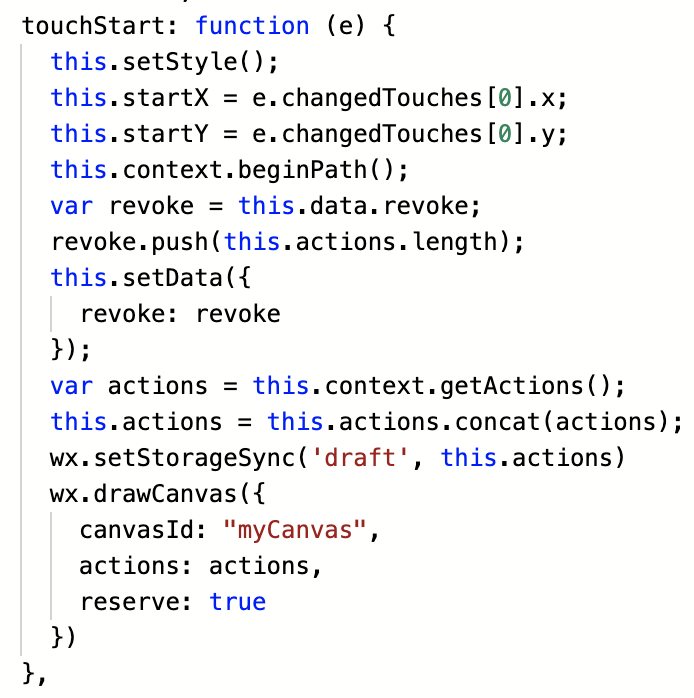 touchStart: function (e) {
this.setStyle();
this.startX = e.changedTouches[0].x;
this.startY = e.changedTouches[0].y;
this.context.beginPath();
var revoke = this.data.revoke;
revoke.push(this.actions.length);
this.setData({
revoke: revoke
});
var actions = this.context.getActions();
this.actions = this.actions.concat(actions);
wx.setStorageSync('draft', this.actions)
wx.drawCanvas({
canvasId: "myCanvas",
actions: actions,
reserve: true
})
},